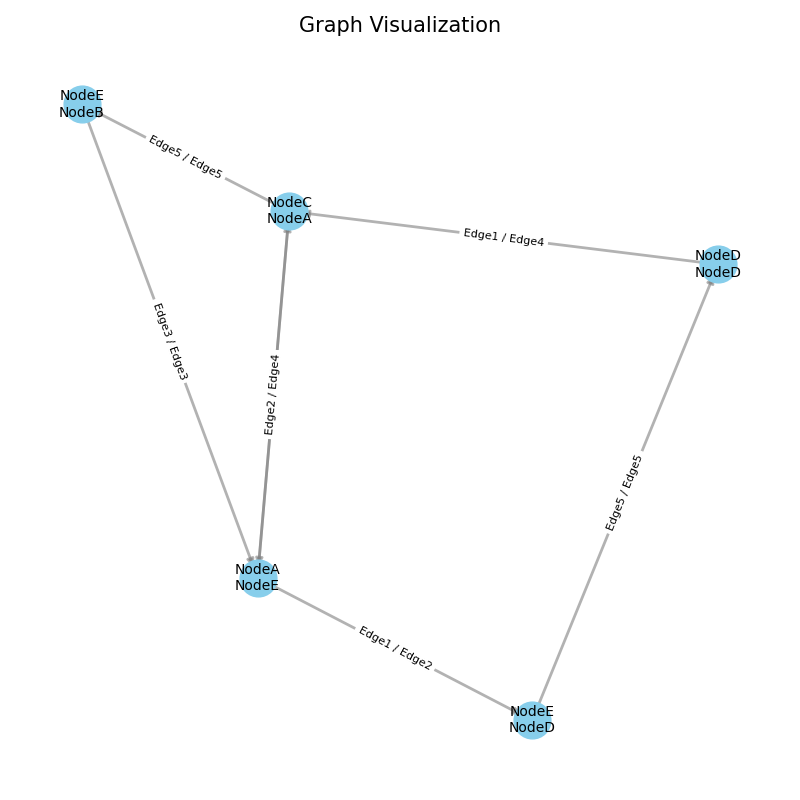 Graph Visualization
NodeE
NodeB
Edge5 / Edge5
NodeC
NodeA
Edge1 / Edge4
NodeD
NodeD
Edge3 / Edge3
Edge2 / Edge4
Edge5 / Edge5
NodeA
NodeE
Edge1 / Edge2
NodeE
NodeD